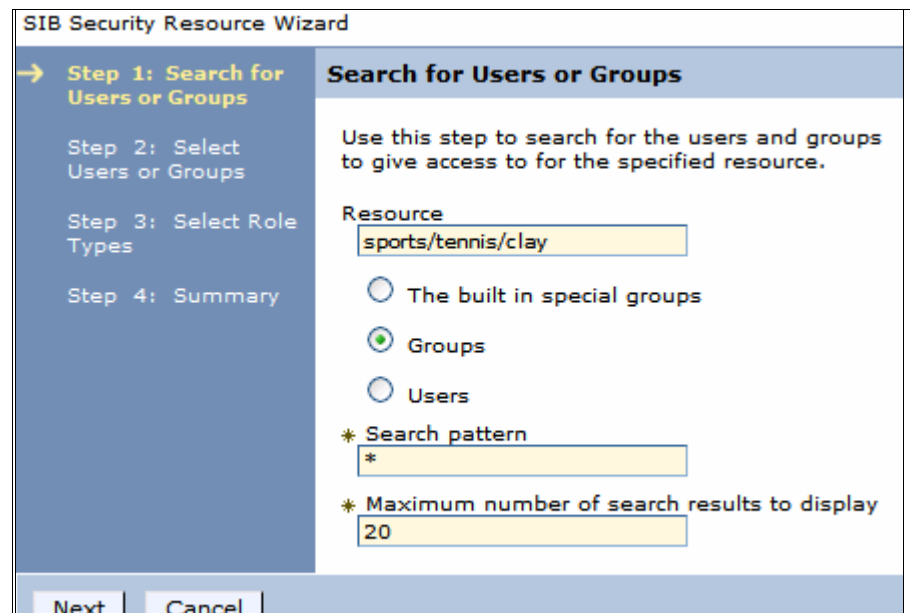 SIB Security Resource Wizard
Step 1: Search for
Users or Groups
Step 2: Select
Users or Groups
Step 3: Select Role
Types
Step 4: Summary
Search for Users or Groups
Use this step to search for the users and groups
to give access to for the specified resource.
Resource
sports/tennis/clay
The built in special groups
Groups
Users
* Search pattern
*
* Maximum number of search results to display
20
Next Cancel